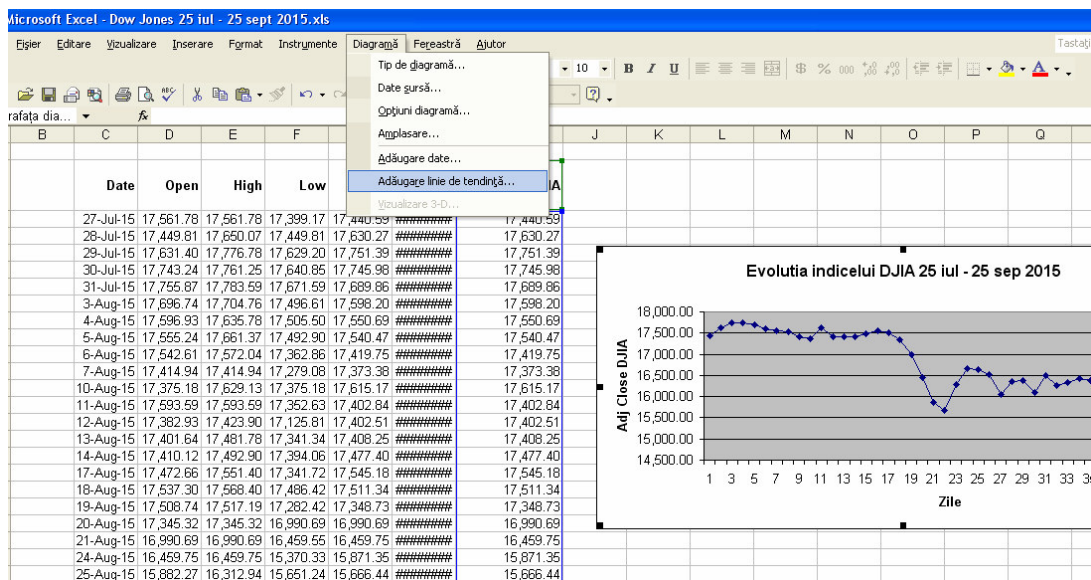 Microsoft Excel - Dow Jones 25 iul - 25 sept 2015.xls
Fişier Editare Vizualizare Inserare Format Instrumente Diagramă Fereastră Ajutor Tastaţi
Tip de diagramă...
Date sursă...
Opţiuni diagramă...
Amplasare...
Adăugare date...
Adăugare linie de tendinţă...
Vizualizare 3-D...
10 B I U $ % 000
rafaţa dia... fx
B C D E F J K L M N O P Q
Date Open High Low IA
27-Jul-15 17,561.78 17,561.78 17,399.17 17,440.59 ######## 17,440.59
28-Jul-15 17,449.81 17,650.07 17,449.81 17,630.27 ######## 17,630.27
29-Jul-15 17,631.40 17,776.78 17,629.20 17,751.39 ######## 17,751.39
30-Jul-15 17,743.24 17,761.25 17,640.85 17,745.98 ######## 17,745.98
31-Jul-15 17,755.87 17,783.59 17,671.59 17,689.86 ######## 17,689.86
3-Aug-15 17,696.74 17,704.76 17,496.61 17,598.20 ######## 17,598.20
4-Aug-15 17,596.93 17,635.78 17,505.50 17,550.69 ######## 17,550.69
5-Aug-15 17,555.24 17,661.37 17,492.90 17,540.47 ######## 17,540.47
6-Aug-15 17,542.61 17,572.04 17,362.86 17,419.75 ######## 17,419.75
7-Aug-15 17,414.94 17,414.94 17,279.08 17,373.38 ######## 17,373.38
10-Aug-15 17,375.18 17,629.13 17,375.18 17,615.17 ######## 17,615.17
11-Aug-15 17,593.59 17,593.59 17,352.63 17,402.84 ######## 17,402.84
12-Aug-15 17,382.93 17,423.90 17,125.81 17,402.51 ######## 17,402.51
13-Aug-15 17,401.64 17,481.78 17,341.34 17,408.25 ######## 17,408.25
14-Aug-15 17,410.12 17,492.90 17,394.06 17,477.40 ######## 17,477.40
17-Aug-15 17,472.66 17,551.40 17,341.72 17,545.18 ######## 17,545.18
18-Aug-15 17,537.30 17,568.40 17,486.42 17,511.34 ######## 17,511.34
19-Aug-15 17,508.74 17,517.19 17,282.42 17,348.73 ######## 17,348.73
20-Aug-15 17,345.32 17,345.32 16,990.69 16,990.69 ######## 16,990.69
21-Aug-15 16,990.69 16,990.69 16,459.55 16,459.75 ######## 16,459.75
24-Aug-15 16,459.75 16,459.75 15,370.33 15,871.35 ######## 15,871.35
25-Aug-15 15,882.27 16,312.94 15,651.24 15,666.44 ######## 15,666.44
Evolutia indicelui DJIA 25 iul - 25 sep 2015
Adj Close DJIA
18,000.00
17,500.00
17,000.00
16,500.00
16,000.00
15,500.00
15,000.00
14,500.00
1 3 5 7 9 11 13 15 17 19 21 23 25 27 29 31 33
Zile